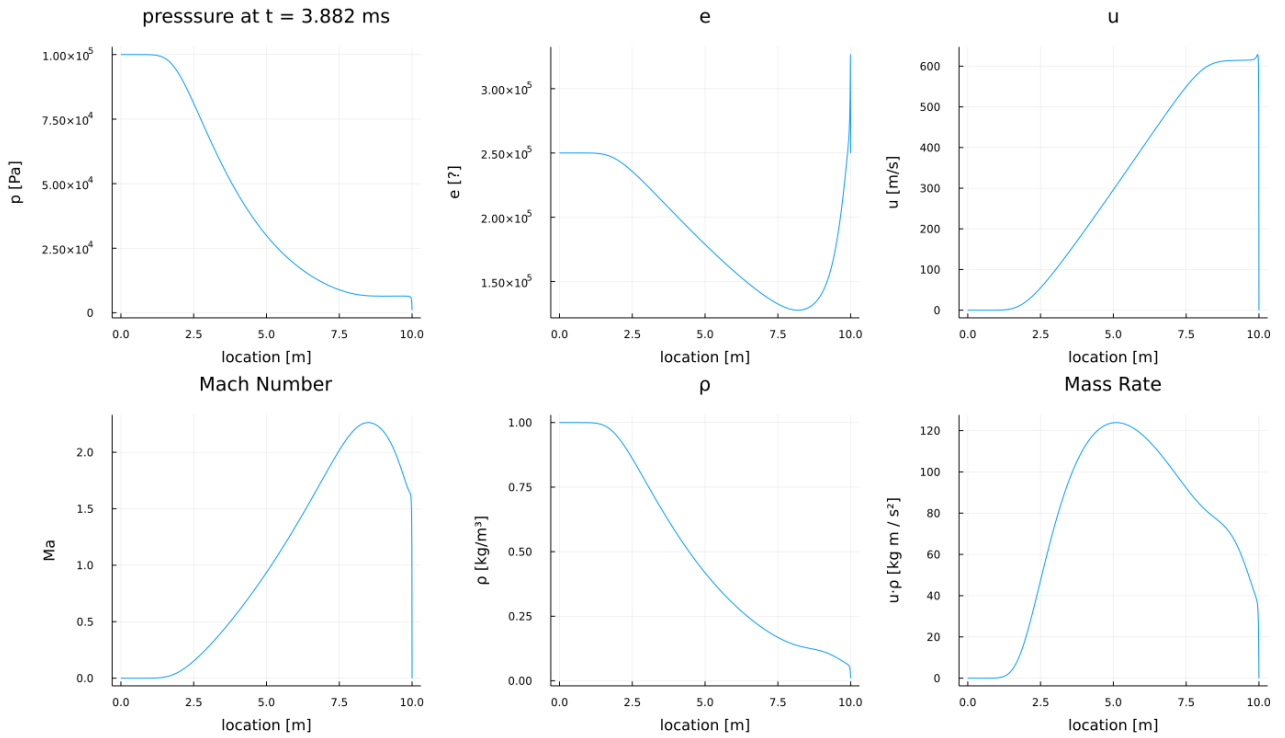 presssure at t = 3.882 ms
1.00×10⁵
7.50×10⁴
5.00×10⁴
2.50×10⁴
0
p [Pa]
0.0 2.5 5.0 7.5 10.0
location [m]
e
3.00×10⁵
2.50×10⁵
2.00×10⁵
1.50×10⁵
e [?]
0.0 2.5 5.0 7.5 10.0
location [m]
u
600
500
400
300
200
100
0
u [m/s]
0.0 2.5 5.0 7.5 10.0
location [m]
Mach Number
2.0
1.5
1.0
0.5
0.0
Ma
0.0 2.5 5.0 7.5 10.0
location [m]
ρ
1.00
0.75
0.50
0.25
0.00
ρ [kg/m³]
0.0 2.5 5.0 7.5 10.0
location [m]
Mass Rate
120
100
80
60
40
20
0
u·ρ [kg m / s²]
0.0 2.5 5.0 7.5 10.0
location [m]